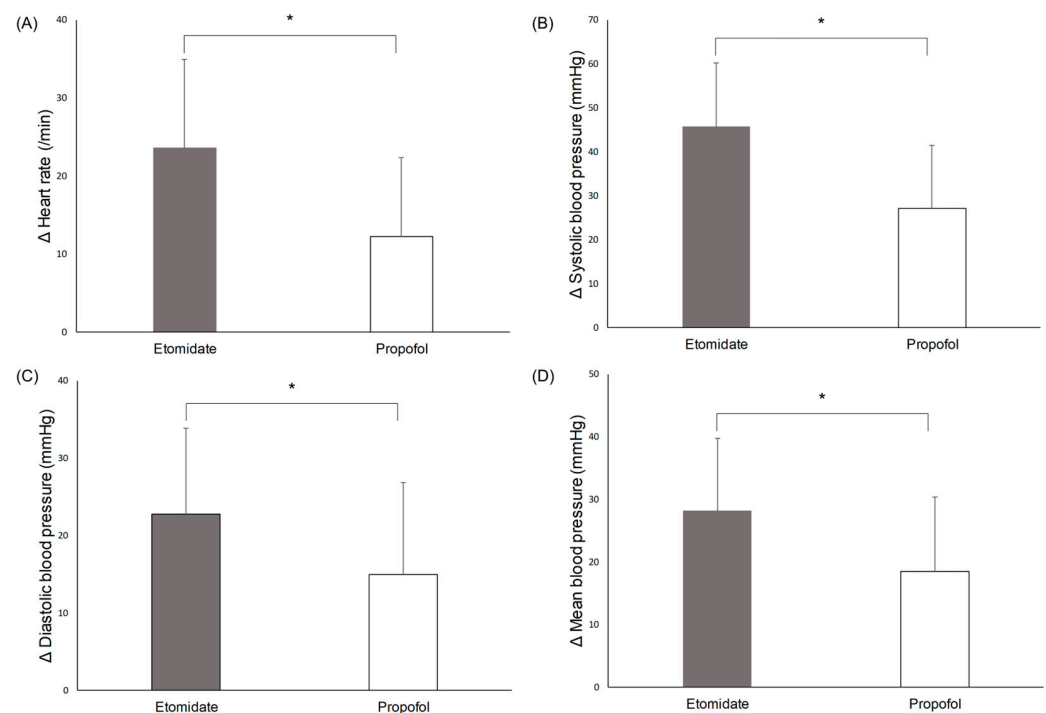 (A)
Δ Heart rate (/min)
40
30
20
10
0
*
Etomidate
Propofol
(B)
Δ Systolic blood pressure (mmHg)
70
60
50
40
30
20
10
0
*
Etomidate
Propofol
(C)
Δ Diastolic blood pressure (mmHg)
40
30
20
10
0
*
Etomidate
Propofol
(D)
Δ Mean blood pressure (mmHg)
50
40
30
20
10
0
*
Etomidate
Propofol